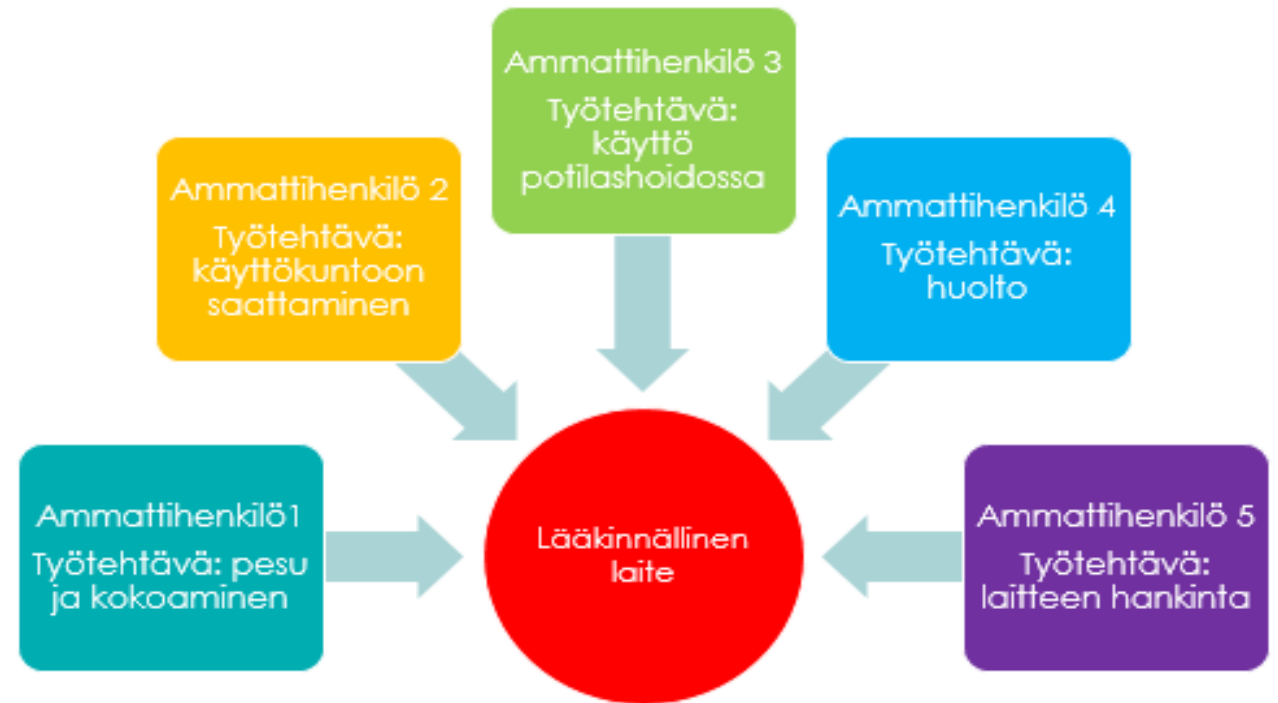 Ammattihenkilö 3
Työtehtävä:
käyttö
potilashoidossa
Ammattihenkilö 2
Työtehtävä:
käyttökuntoon
saattaminen
Ammattihenkilö 4
Työtehtävä:
huolto
Ammattihenkilö1
Työtehtävä: pesu
ja kokoaminen
Lääkinnällinen
laite
Ammattihenkilö 5
Työtehtävä:
laitteen hankinta